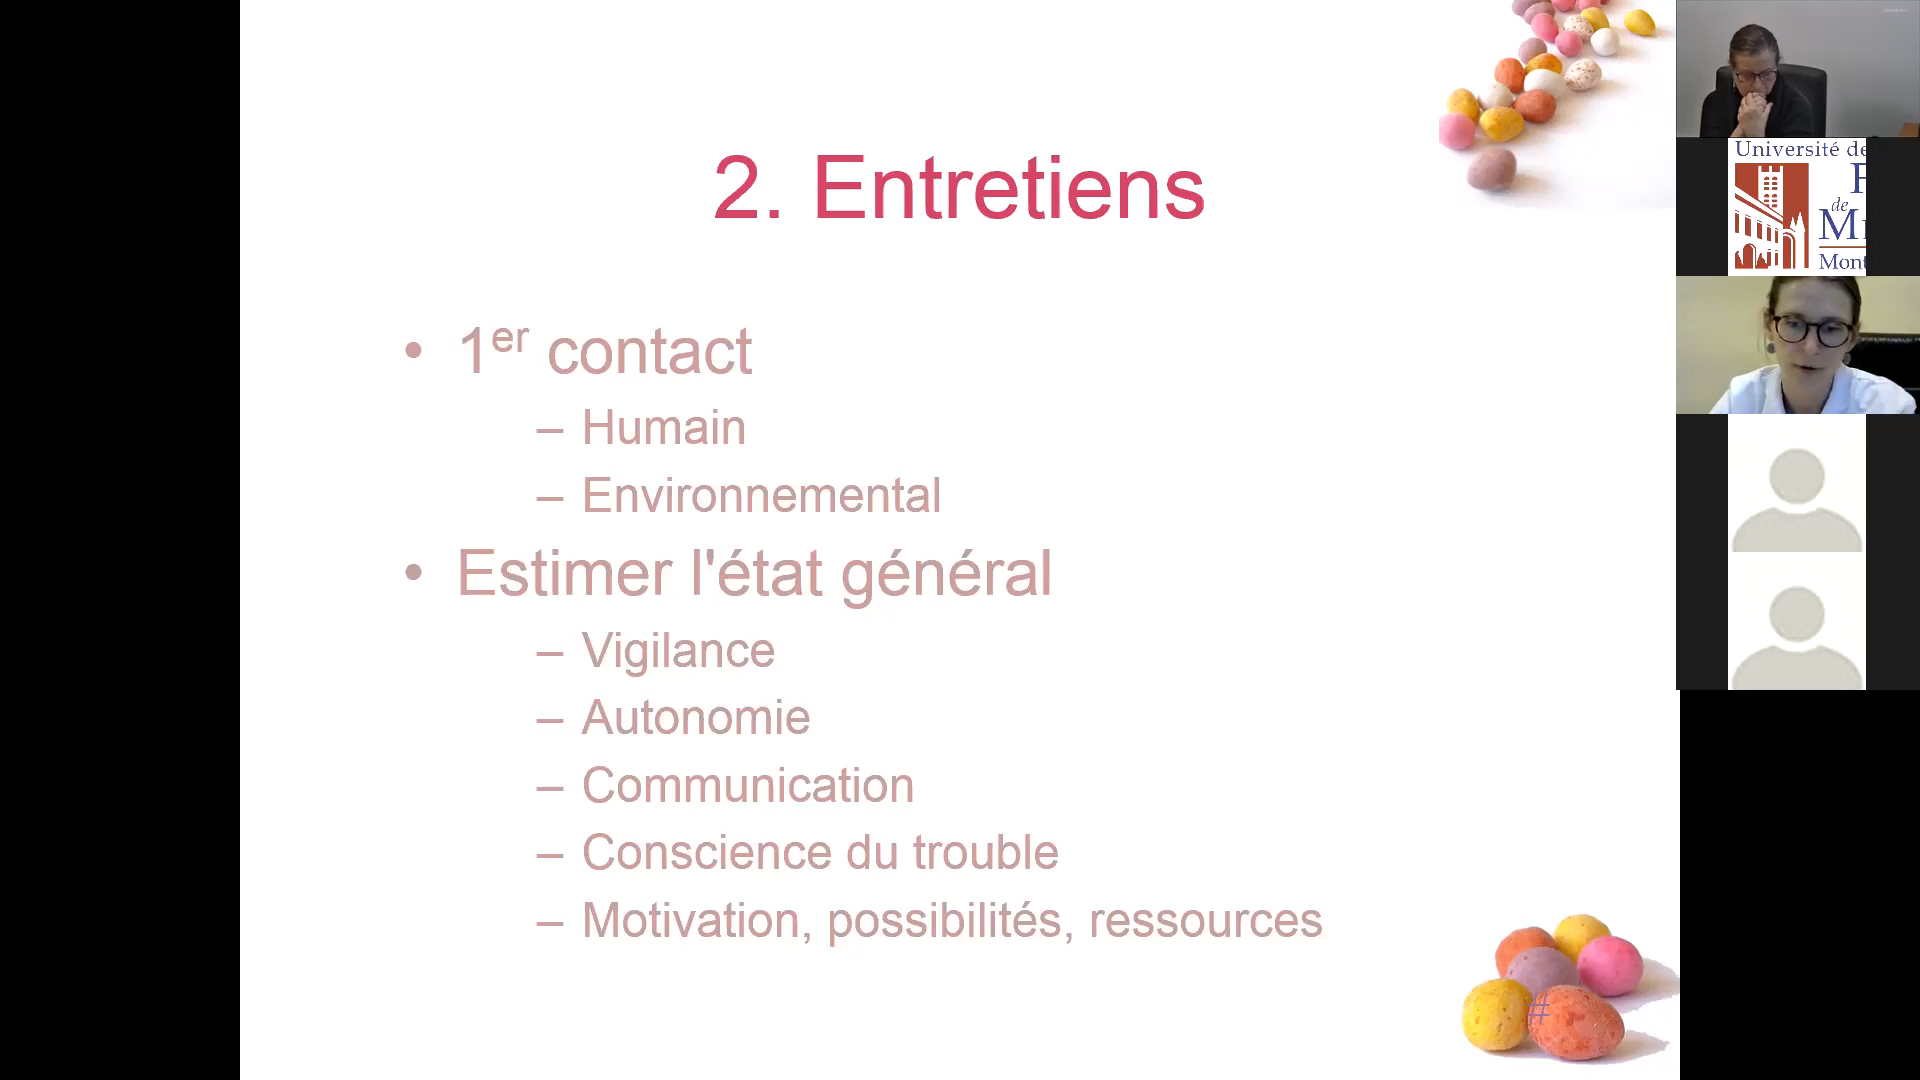 2. Entretiens
• 1er contact
– Humain
– Environnemental
• Estimer l'état général
– Vigilance
– Autonomie
– Communication
– Conscience du trouble
– Motivation, possibilités, ressources
#
Université de
F
de
M
Mont